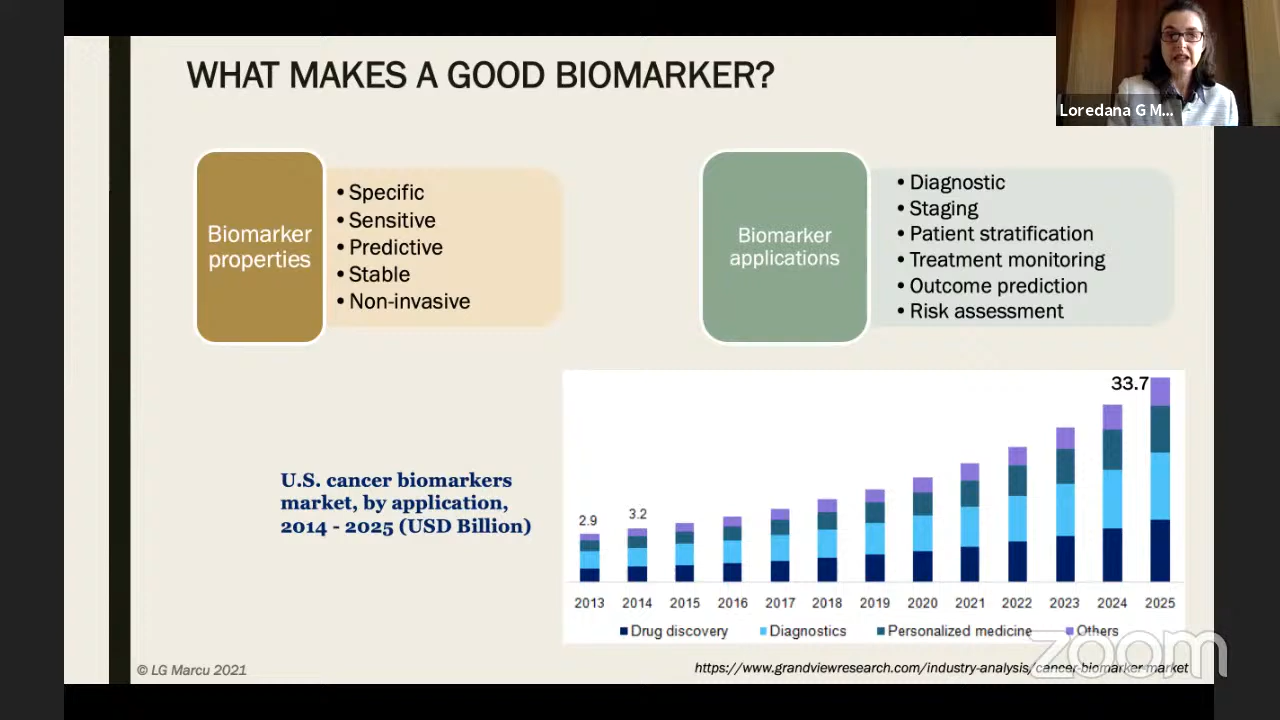 WHAT MAKES A GOOD BIOMARKER?
Loredana G M...
Biomarker
properties
• Specific
• Sensitive
• Predictive
• Stable
• Non-invasive
Biomarker
applications
• Diagnostic
• Staging
• Patient stratification
• Treatment monitoring
• Outcome prediction
• Risk assessment
U.S. cancer biomarkers
market, by application,
2014 - 2025 (USD Billion)
2.9
3.2
33.7
2013 2014 2015 2016 2017 2018 2019 2020 2021 2022 2023 2024 2025
Drug discovery Diagnostics Personalized medicine Others
© LG Marcu 2021
https://www.grandviewresearch.com/industry-analysis/cancer-biomarker-market
zoom